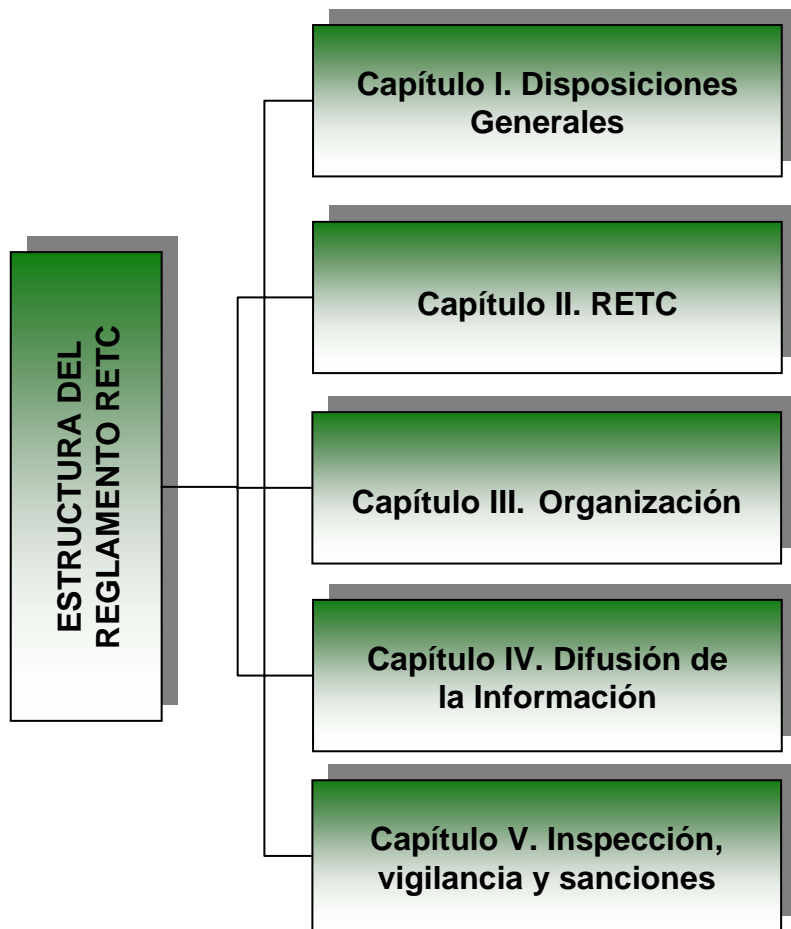 ESTRUCTURA DEL
REGLAMENTO RETC
Capítulo I. Disposiciones
Generales
Capítulo II. RETC
Capítulo III. Organización
Capítulo IV. Difusión de
la Información
Capítulo V. Inspección,
vigilancia y sanciones